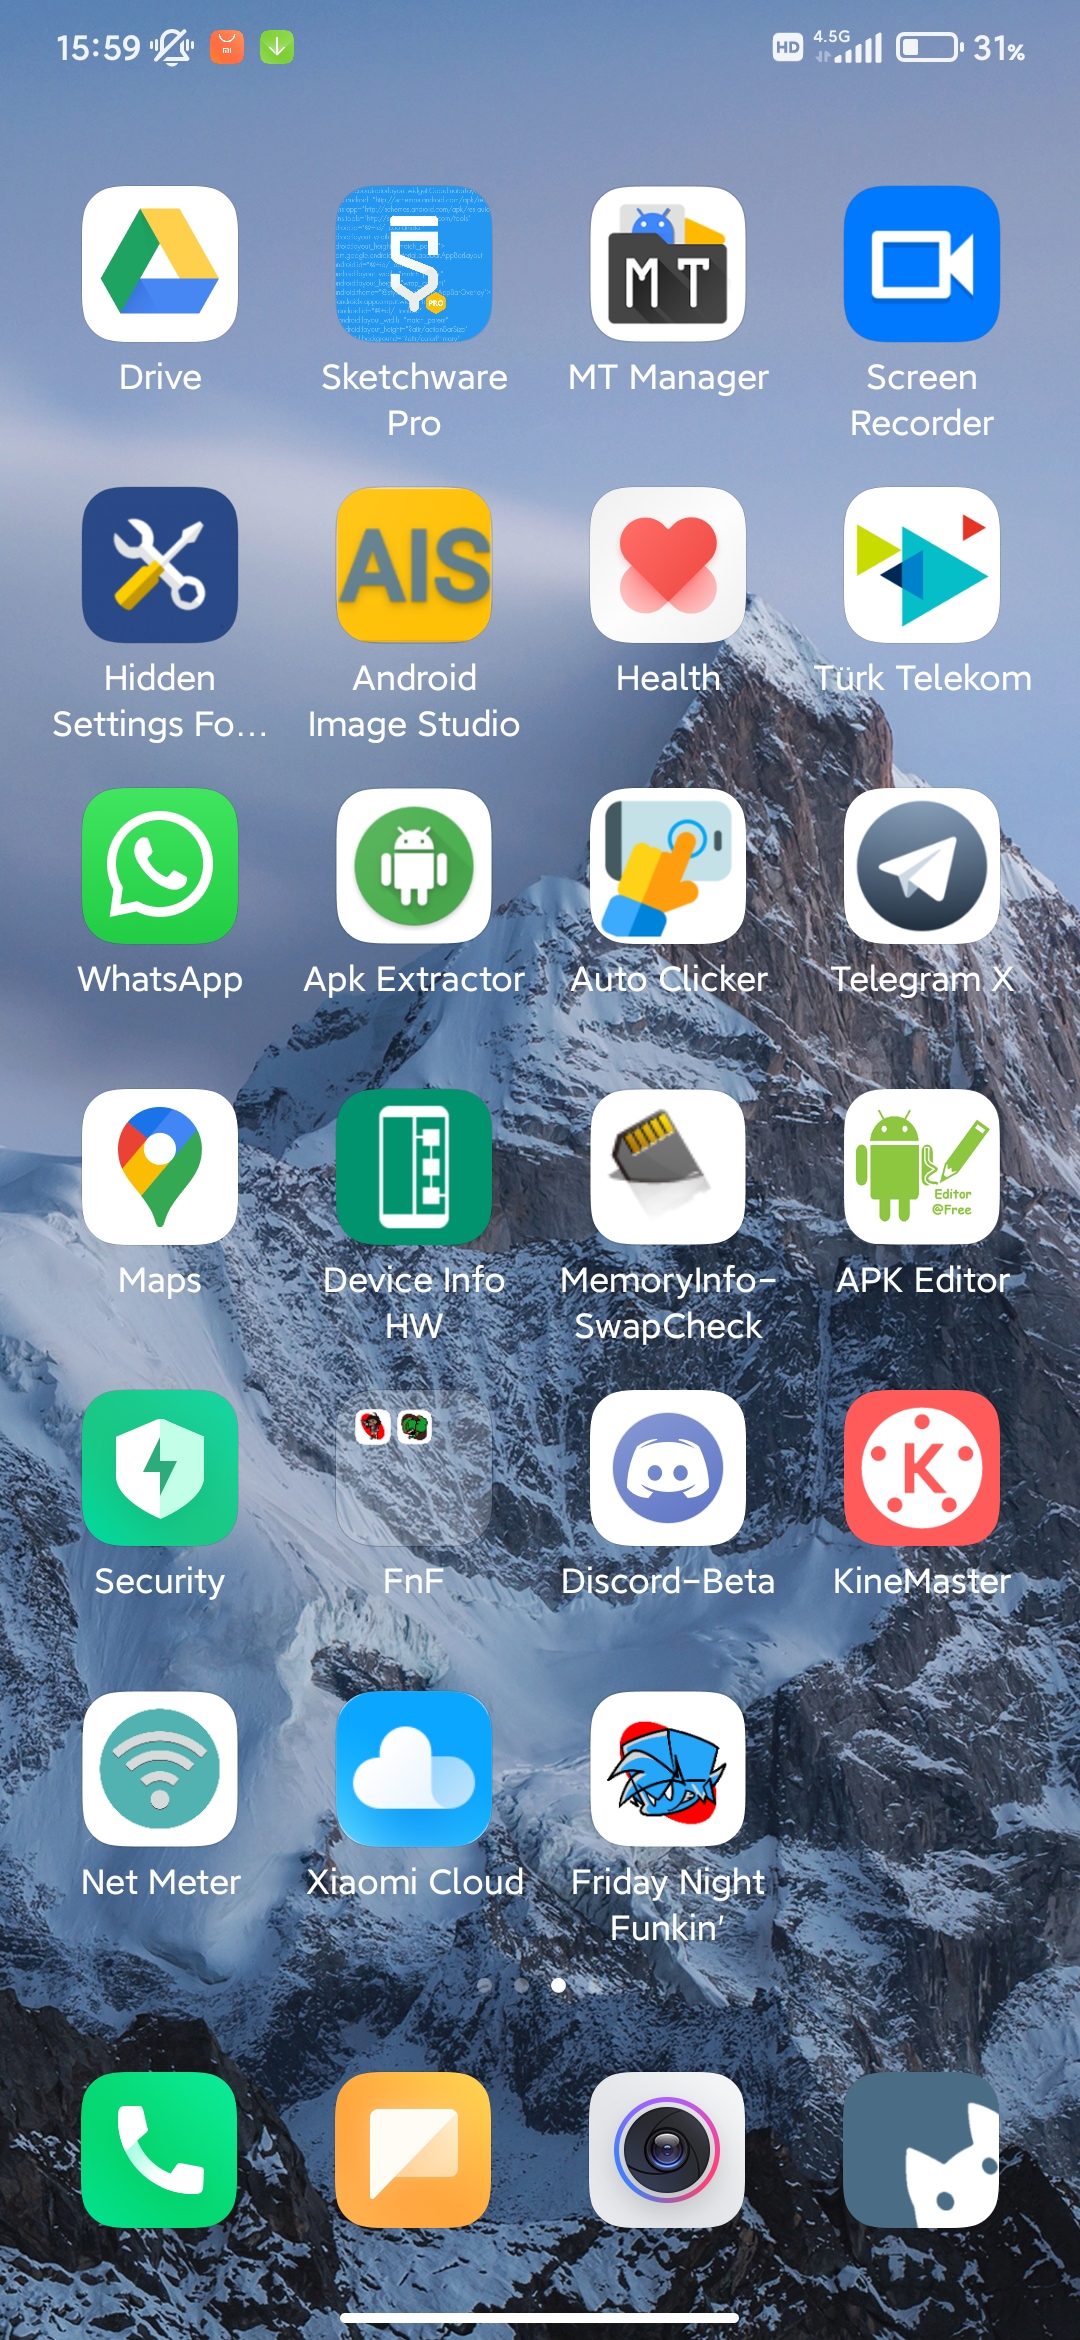 15:59
HD 4.5G 31%
MT
PRO
Drive
Sketchware
Pro
MT Manager
Screen
Recorder
AIS
Hidden
Settings Fo...
Android
Image Studio
Health
Türk Telekom
WhatsApp
Apk Extractor
Auto Clicker
Telegram X
Editor
@Free
Maps
Device Info
HW
MemoryInfo-
SwapCheck
APK Editor
K
Security
FnF
Discord-Beta
KineMaster
Net Meter
Xiaomi Cloud
Friday Night
Funkin'